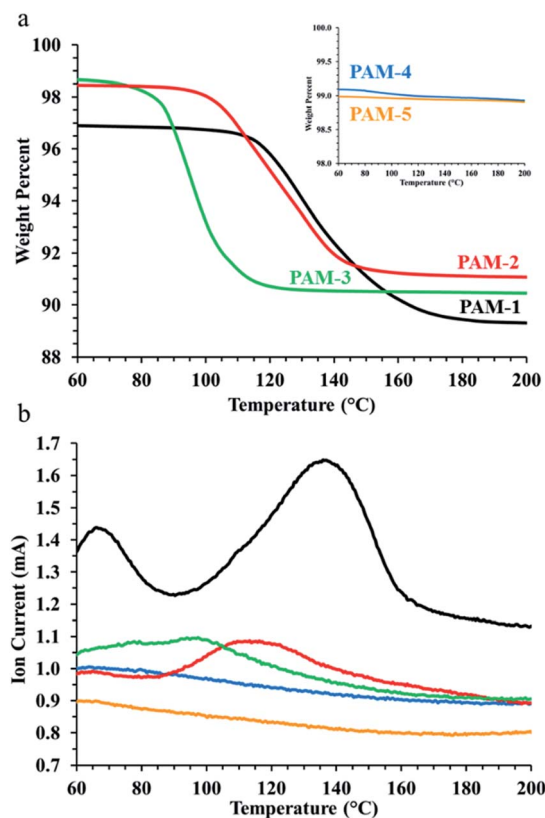 a
100
98
96
94
92
90
88
Weight Percent
60 80 100 120 140 160 180 200
Temperature (°C)
PAM-3
PAM-2
PAM-1
100.0
99.5
99.0
98.5
98.0
Weight Percent
PAM-4
PAM-5
60 80 100 120 140 160 180 200
Temperature (°C)
b
1.7
1.6
1.5
1.4
1.3
1.2
1.1
1.0
0.9
0.8
0.7
Ion Current (mA)
60 80 100 120 140 160 180 200
Temperature (°C)